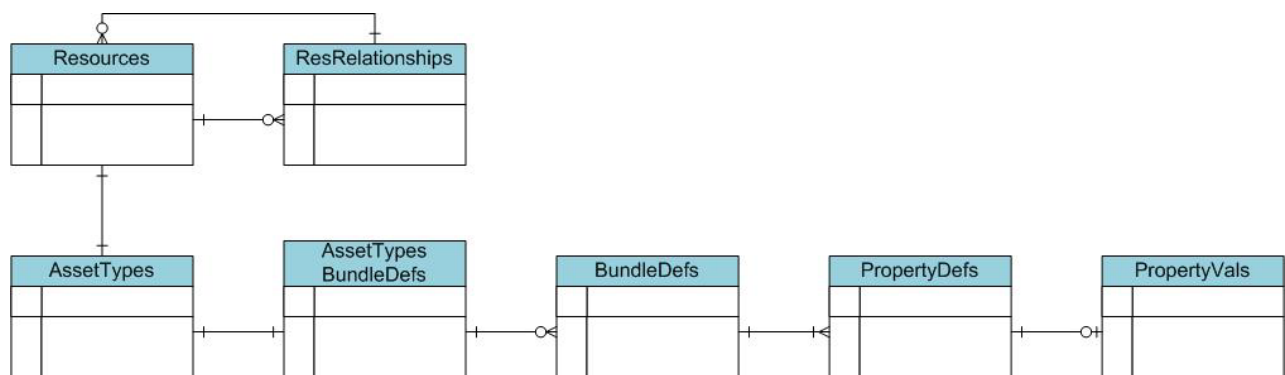 Resources
ResRelationships
AssetTypes
AssetTypes
BundleDefs
BundleDefs
PropertyDefs
PropertyVals